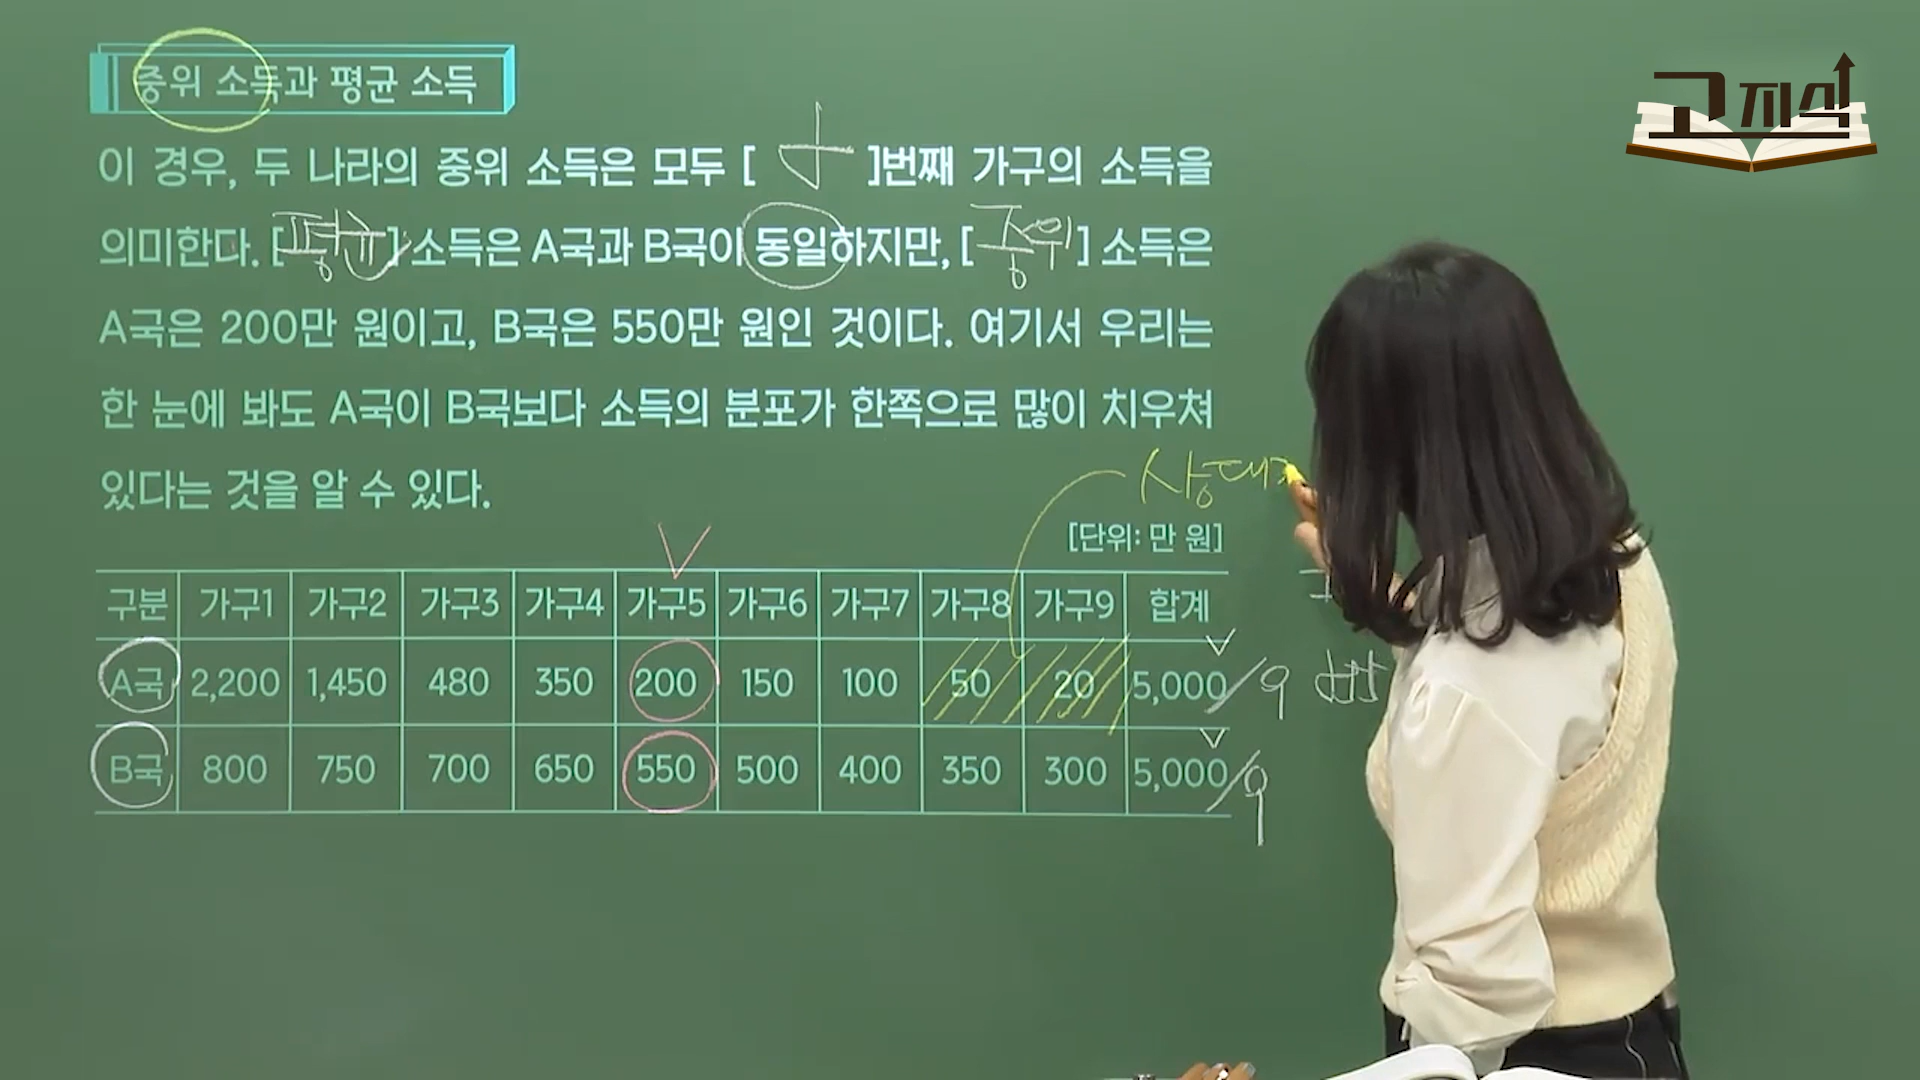 고지식
중위 소득과 평균 소득
이 경우, 두 나라의 중위 소득은 모두 [ ]번째 가구의 소득을
의미한다. [평균] 소득은 A국과 B국이 동일하지만, [중위] 소득은
A국은 200만 원이고, B국은 550만 원인 것이다. 여기서 우리는
한 눈에 봐도 A국이 B국보다 소득의 분포가 한쪽으로 많이 치우쳐
있다는 것을 알 수 있다.
상대
[단위: 만 원]
구분 가구1 가구2 가구3 가구4 가구5 가구6 가구7 가구8 가구9 합계
A국 2,200 1,450 480 350 200 150 100 50 20 5,000/9
B국 800 750 700 650 550 500 400 350 300 5,000/9